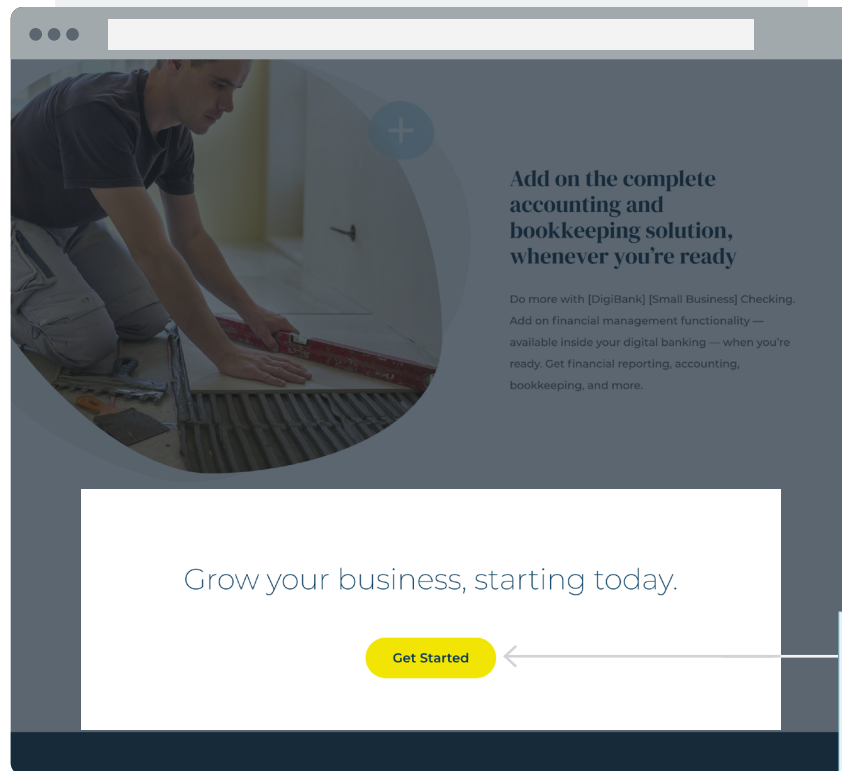 Add on the complete
accounting and
bookkeeping solution,
whenever you're ready
Do more with [DigiBank] [Small Business] Checking.
Add on financial management functionality —
available inside your digital banking — when you're
ready. Get financial reporting, accounting,
bookkeeping, and more.
Grow your business, starting today.
Get Started